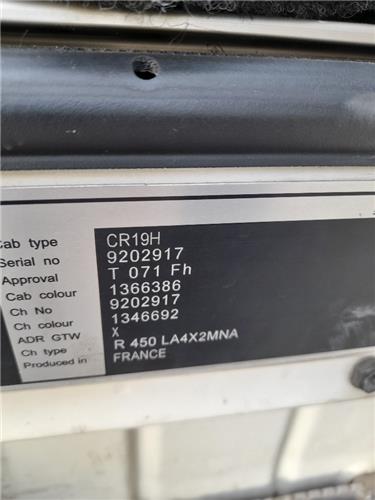 Cab type CR19H
Serial no 9202917
Approval T 071 Fh
Cab colour 1366386
Ch No 9202917
Ch colour 1346692
ADR GTW X
Ch type R 450 LA4X2MNA
Produced in FRANCE